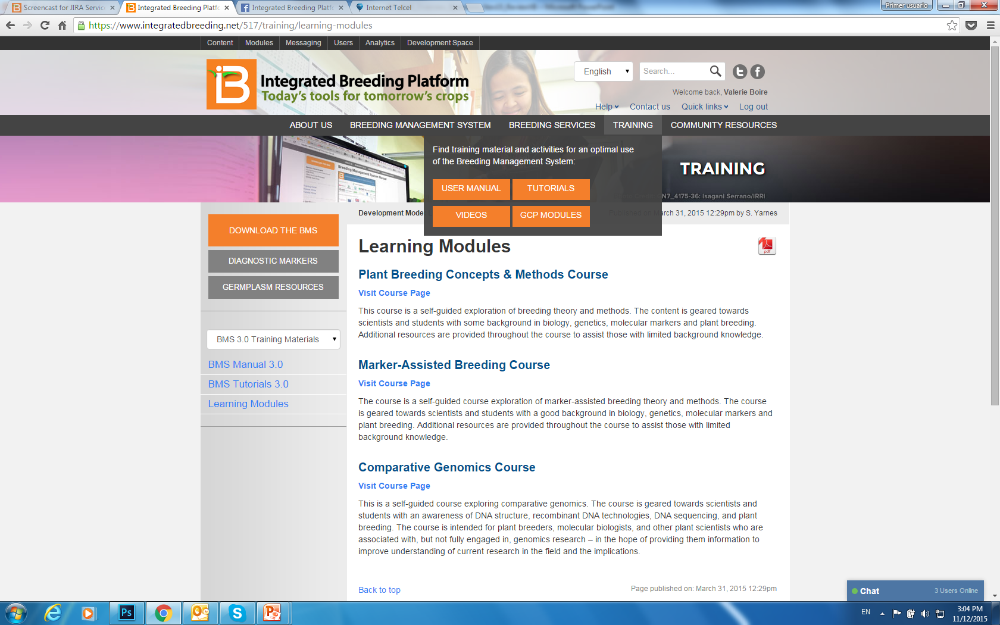 Screencast for JIRA Servic
Integrated Breeding Platf
Integrated Breeding Platf
Internet Telcel
Primer usuario
https://www.integratedbreeding.net/517/training/learning-modules
Content Modules Messaging Users Analytics Development Space
iB
Integrated Breeding Platform
Today's tools for tomorrow's crops
English
Search...
Welcome back, Valerie Boire
Help Contact us Quick links Log out
ABOUT US BREEDING MANAGEMENT SYSTEM BREEDING SERVICES TRAINING COMMUNITY RESOURCES
Find training material and activities for an optimal use
of the Breeding Management System:
USER MANUAL TUTORIALS
VIDEOS GCP MODULES
TRAINING
N7_4175-36: Isagani Serrano/IRRI
Breeding Management System Manual
Development Mode:
Published on March 31, 2015 12:29pm by S. Yarnes
DOWNLOAD THE BMS
DIAGNOSTIC MARKERS
GERMPLASM RESOURCES
BMS 3.0 Training Materials
BMS Manual 3.0
BMS Tutorials 3.0
Learning Modules
Learning Modules
pdf
Plant Breeding Concepts & Methods Course
Visit Course Page
This course is a self-guided exploration of breeding theory and methods. The content is geared towards
scientists and students with some background in biology, genetics, molecular markers and plant breeding.
Additional resources are provided throughout the course to assist those with limited background knowledge.
Marker-Assisted Breeding Course
Visit Course Page
The course is a self-guided course exploration of marker-assisted breeding theory and methods. The course
is geared towards scientists and students with a good background in biology, genetics, molecular markers and
plant breeding. Additional resources are provided throughout the course to assist those with limited
background knowledge.
Comparative Genomics Course
Visit Course Page
This is a self-guided course exploring comparative genomics. The course is geared towards scientists and
students with an awareness of DNA structure, recombinant DNA technologies, DNA sequencing, and plant
breeding. The course is intended for plant breeders, molecular biologists, and other plant scientists who are
associated with, but not fully engaged in, genomics research – in the hope of providing them information to
improve understanding of current research in the field and the implications.
Back to top
Page published on: March 31, 2015 12:29pm
Chat 3 Users Online
Ps
EN
3:04 PM
11/12/2015